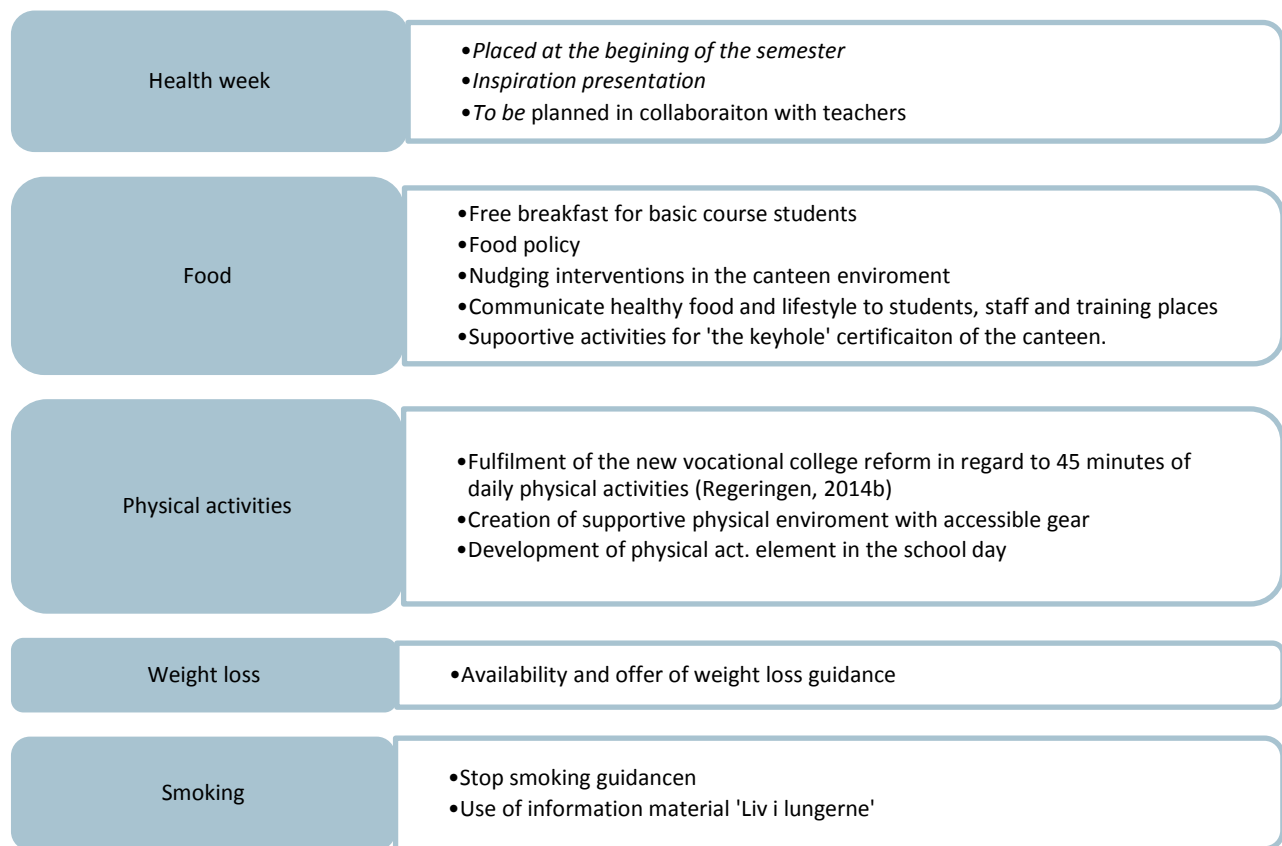 Health week
•Placed at the begining of the semester
•Inspiration presentation
•To be planned in collaboraiton with teachers
Food
•Free breakfast for basic course students
•Food policy
•Nudging interventions in the canteen enviroment
•Communicate healthy food and lifestyle to students, staff and training places
•Supoortive activities for 'the keyhole' certificaiton of the canteen.
Physical activities
•Fulfilment of the new vocational college reform in regard to 45 minutes of
daily physical activities (Regeringen, 2014b)
•Creation of supportive physical enviroment with accessible gear
•Development of physical act. element in the school day
Weight loss
•Availability and offer of weight loss guidance
Smoking
•Stop smoking guidancen
•Use of information material 'Liv i lungerne'